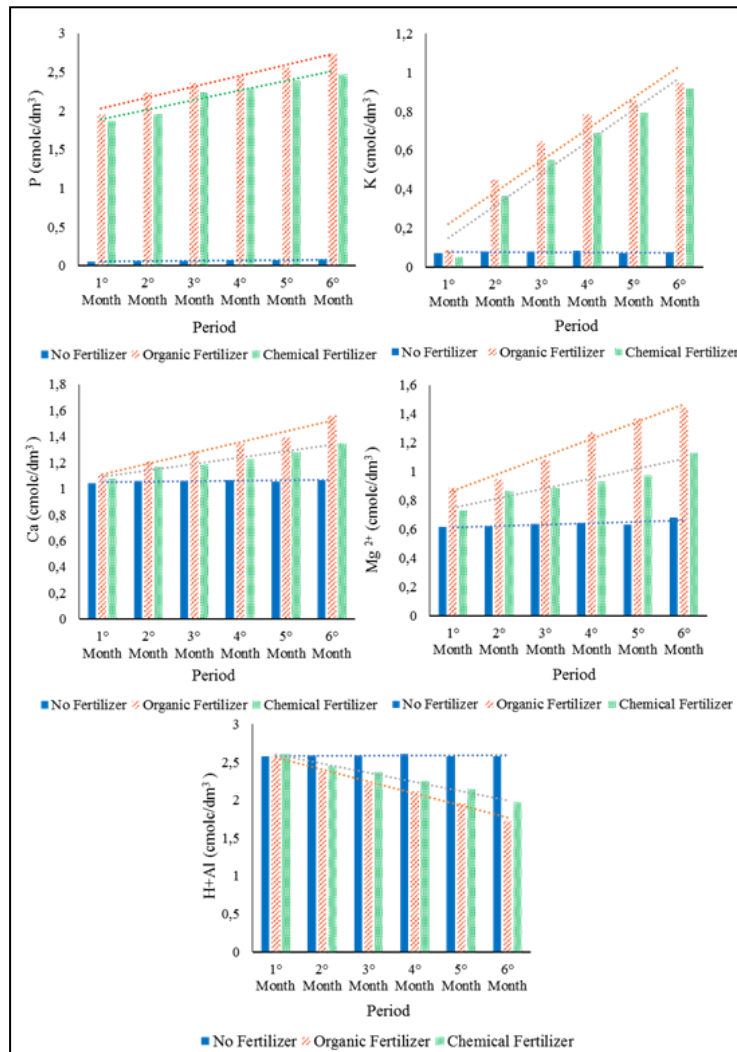 P (cmolc/dm³)
3
2,5
2
1,5
1
0,5
0
1° 2° 3° 4° 5° 6°
Month Month Month Month Month Month
Period
No Fertilizer Organic Fertilizer Chemical Fertilizer
K (cmolc/dm³)
1,2
1
0,8
0,6
0,4
0,2
0
1° 2° 3° 4° 5° 6°
Month Month Month Month Month Month
Period
No Fertilizer Organic Fertilizer Chemical Fertilizer
Ca (cmolc/dm³)
1,8
1,6
1,4
1,2
1
0,8
0,6
0,4
0,2
0
1° 2° 3° 4° 5° 6°
Month Month Month Month Month Month
Period
No Fertilizer Organic Fertilizer Chemical Fertilizer
Mg ²⁺ (cmolc/dm³)
1,6
1,4
1,2
1
0,8
0,6
0,4
0,2
0
1° 2° 3° 4° 5° 6°
Month Month Month Month Month Month
Period
No Fertilizer Organic Fertilizer Chemical Fertilizer
H+Al (cmolc/dm³)
3
2,5
2
1,5
1
0,5
0
1° 2° 3° 4° 5° 6°
Month Month Month Month Month Month
Period
No Fertilizer Organic Fertilizer Chemical Fertilizer